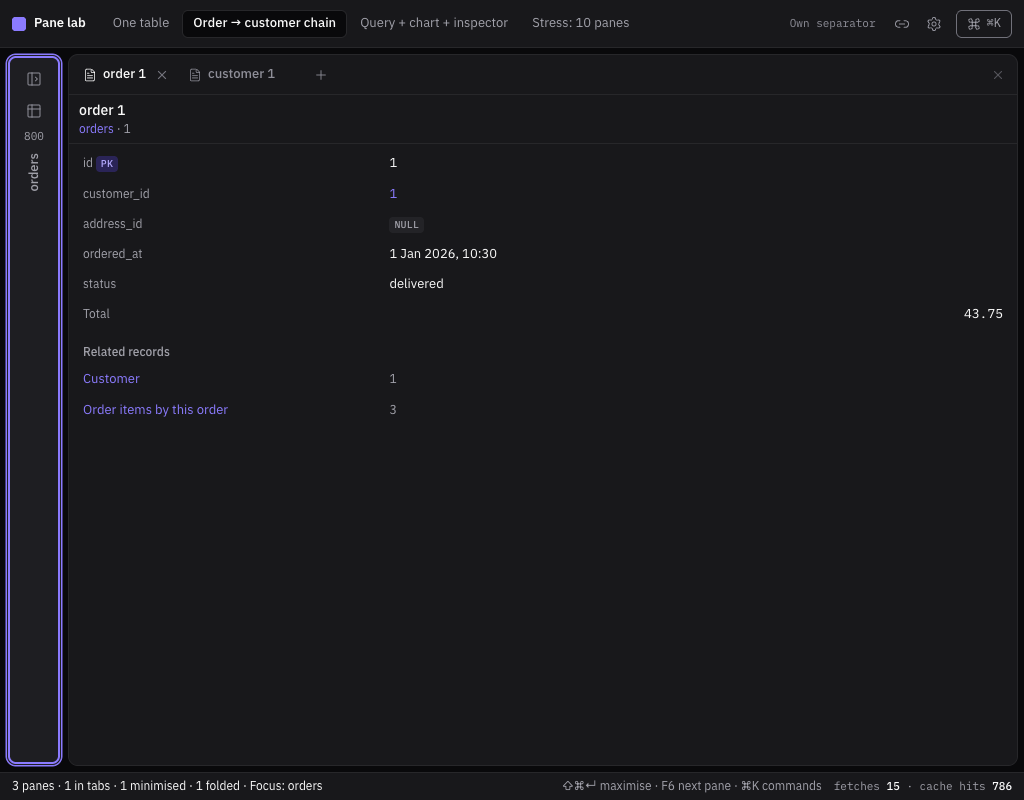 Pane lab One table Order → customer chain Query + chart + inspector Stress: 10 panes Own separator ⌘ ⌘K
800
orders
order 1 customer 1
order 1
orders · 1
id PK 1
customer_id 1
address_id NULL
ordered_at 1 Jan 2026, 10:30
status delivered
Total 43.75
Related records
Customer 1
Order items by this order 3
3 panes · 1 in tabs · 1 minimised · 1 folded · Focus: orders ⇧⌘↵ maximise · F6 next pane · ⌘K commands fetches 15 · cache hits 786